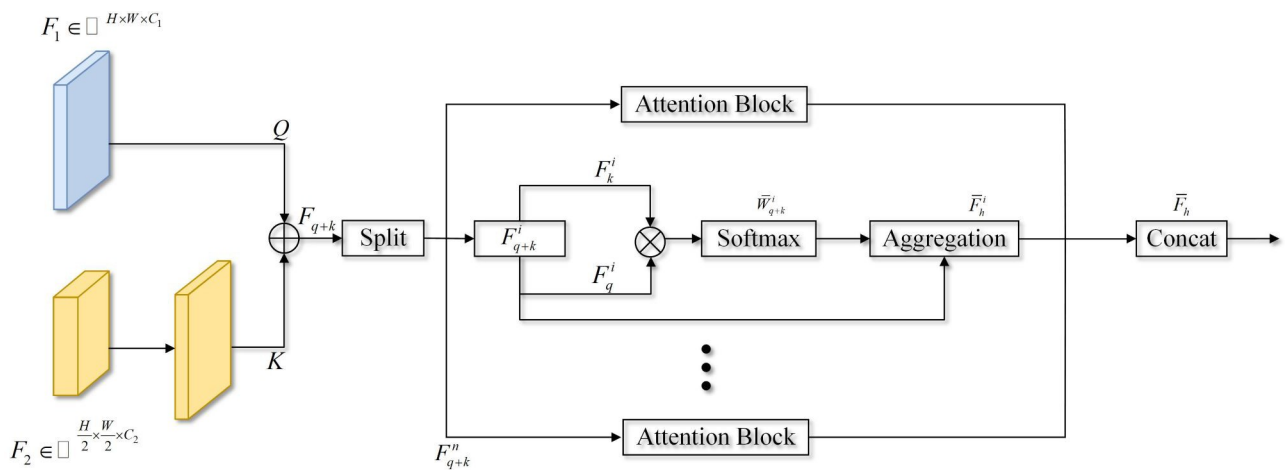 F₁ ∈ □ ^{H×W×C₁}
Attention Block
Q
F_k^i
W̅_{q+k}^i
F̅_h^i
F̅_h
F_{q+k}
Split
F_{q+k}^i
Softmax
Aggregation
Concat
F_q^i
K
F₂ ∈ □ ^{H/2×W/2×C₂}
F_{q+k}^n
Attention Block